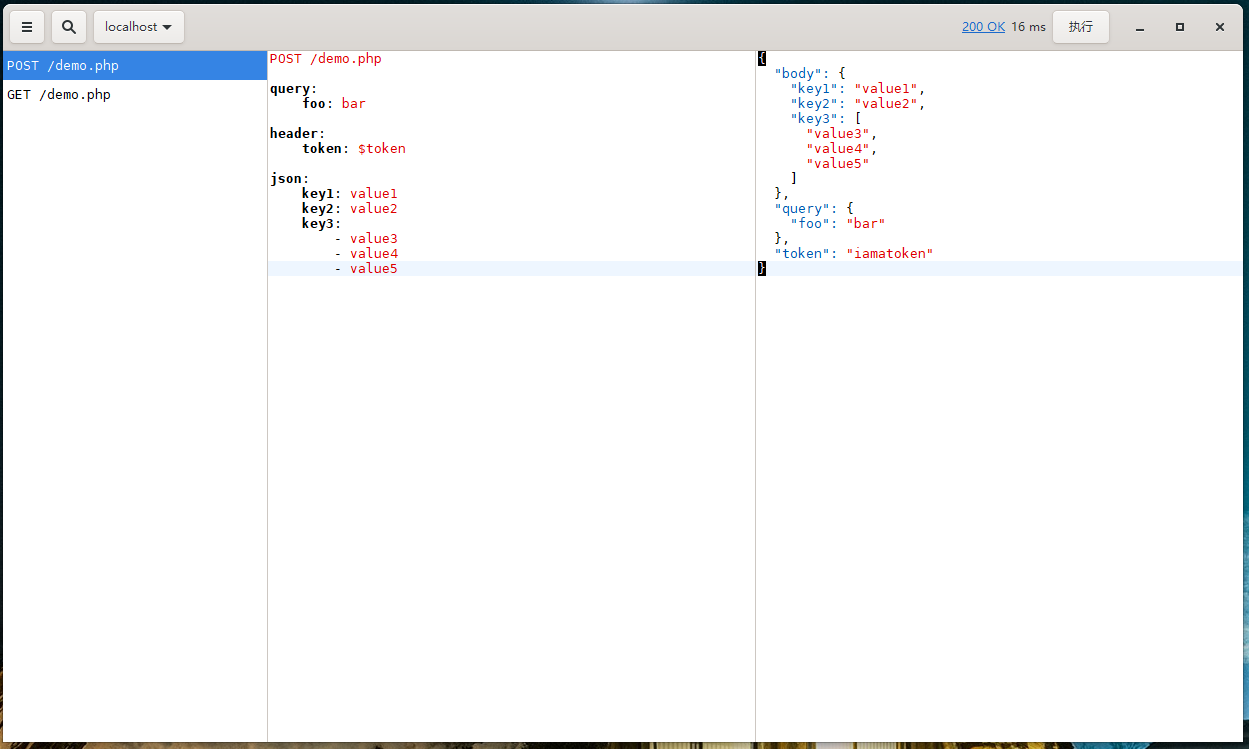 localhost
200 OK 16 ms 执行
POST /demo.php
GET /demo.php
POST /demo.php
query:
    foo: bar
header:
    token: $token
json:
    key1: value1
    key2: value2
    key3:
        - value3
        - value4
        - value5
{
  "body": {
    "key1": "value1",
    "key2": "value2",
    "key3": [
      "value3",
      "value4",
      "value5"
    ]
  },
  "query": {
    "foo": "bar"
  },
  "token": "iamatoken"
}